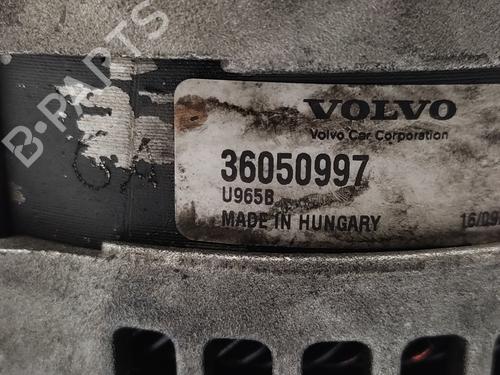 B-PARTS
VOLVO
Volvo Car Corporation
36050997
U965B
MADE IN HUNGARY
16/09